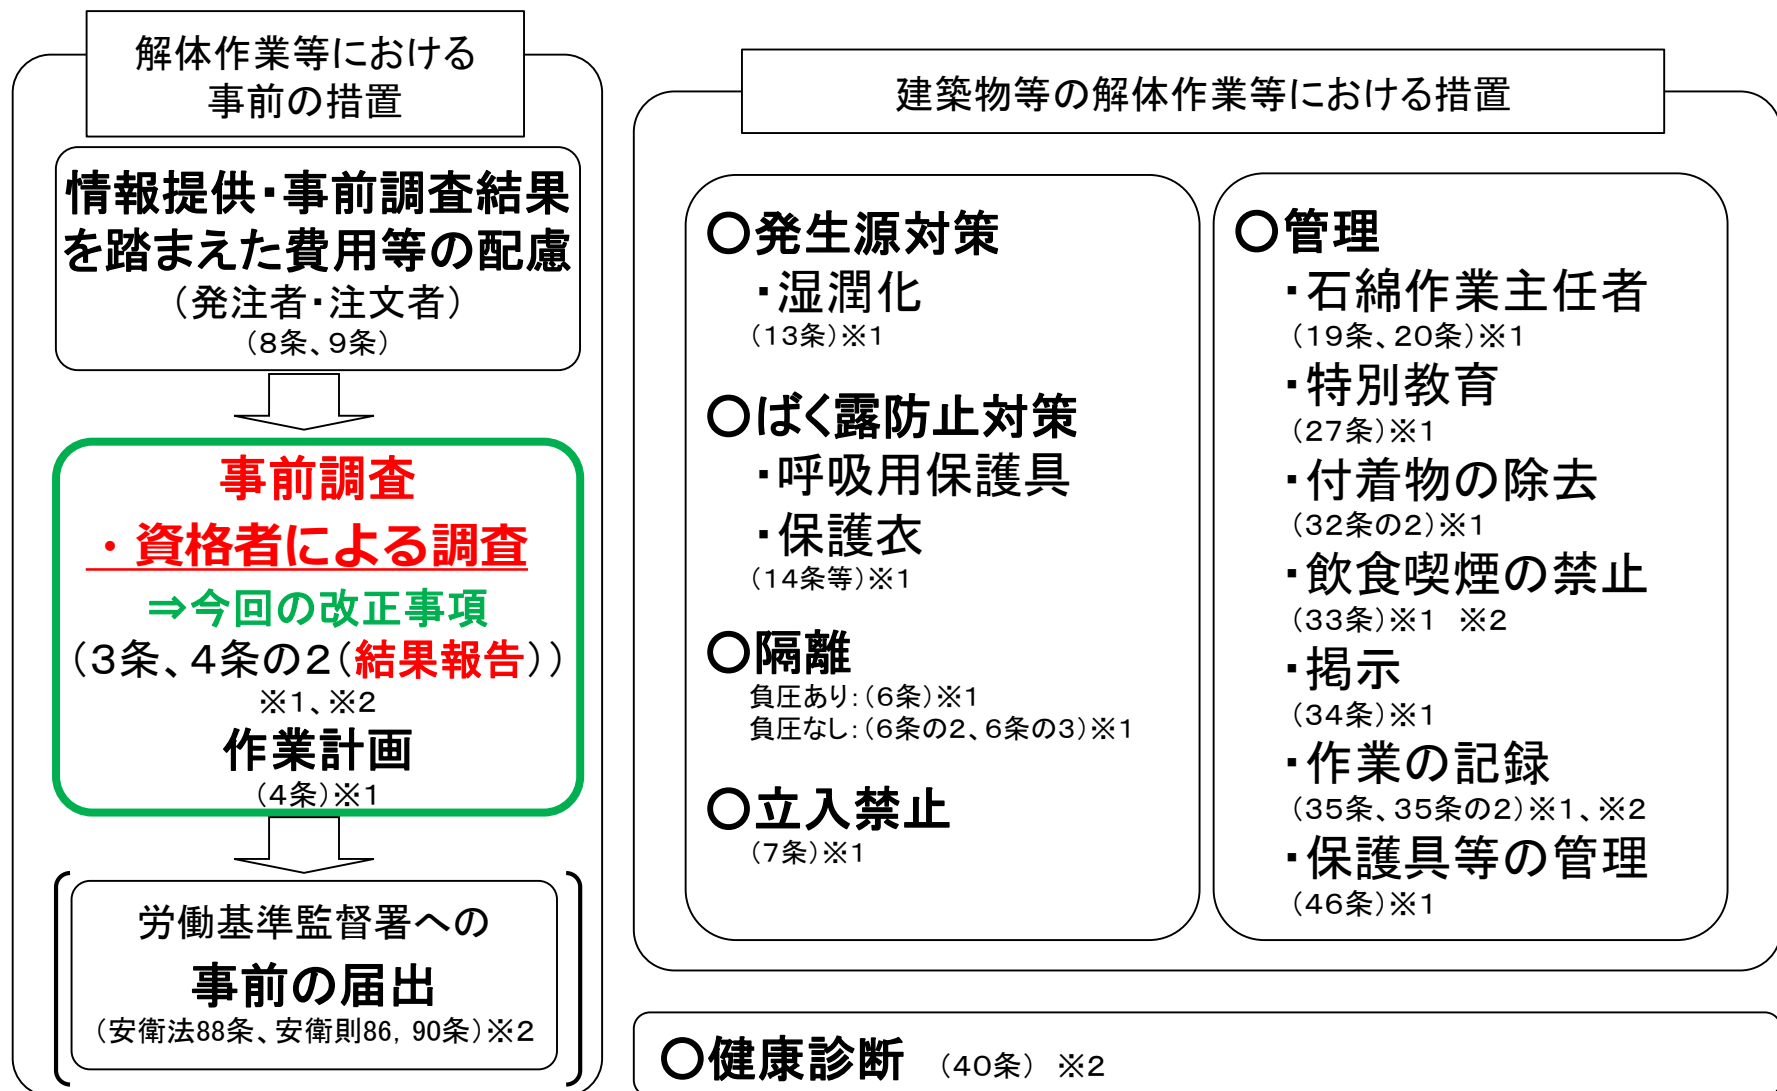 解体作業等における
事前の措置
情報提供・事前調査結果
を踏まえた費用等の配慮
（発注者・注文者）
（8条、9条）
事前調査
・資格者による調査
⇒今回の改正事項
（3条、4条の2（結果報告））
※1、※2
作業計画
（4条）※1
労働基準監督署への
事前の届出
（安衛法88条、安衛則86，90条）※2
建築物等の解体作業等における措置
○発生源対策
・湿潤化
（13条）※1
○ばく露防止対策
・呼吸用保護具
・保護衣
（14条等）※1
○隔離
負圧あり：（6条）※1
負圧なし：（6条の2、6条の3）※1
○立入禁止
（7条）※1
○管理
・石綿作業主任者
（19条、20条）※1
・特別教育
（27条）※1
・付着物の除去
（32条の2）※1
・飲食喫煙の禁止
（33条）※1　※2
・掲示
（34条）※1
・作業の記録
（35条、35条の2）※1、※2
・保護具等の管理
（46条）※1
○健康診断　（40条）　※2